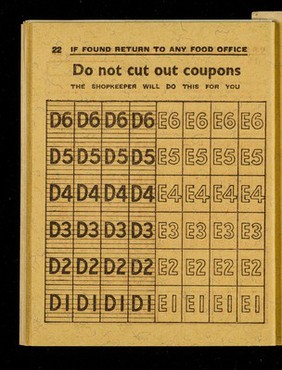 22 IF FOUND RETURN TO ANY FOOD OFFICE
Do not cut out coupons
THE SHOPKEEPER WILL DO THIS FOR YOU
D6 D6 D6 D6 E6 E6 E6 E6
D5 D5 D5 D5 E5 E5 E5 E5
D4 D4 D4 D4 E4 E4 E4 E4
D3 D3 D3 D3 E3 E3 E3 E3
D2 D2 D2 D2 E2 E2 E2 E2
D1 D1 D1 D1 E1 E1 E1 E1